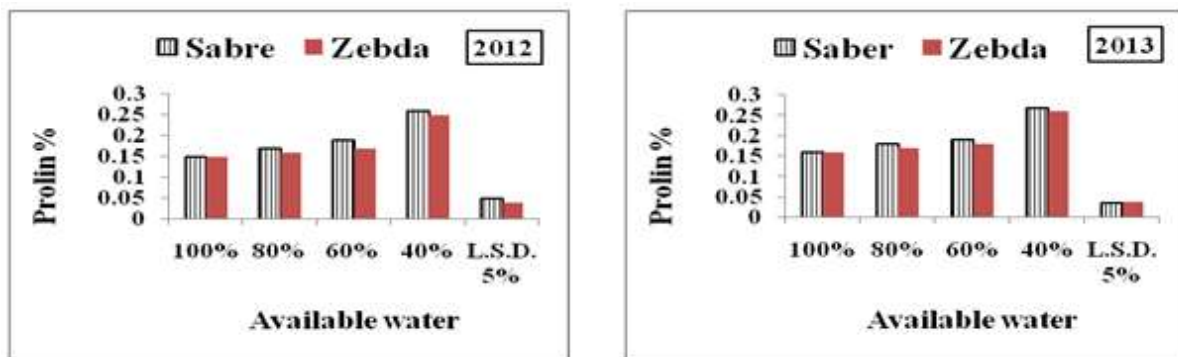 Sabre Zebda 2012
0.3
0.25
0.2
0.15
0.1
0.05
0
Prolin %
100% 80% 60% 40% L.S.D.
5%
Available water
Saber Zebda 2013
0.3
0.25
0.2
0.15
0.1
0.05
0
Prolin %
100% 80% 60% 40% L.S.D.
5%
Available water